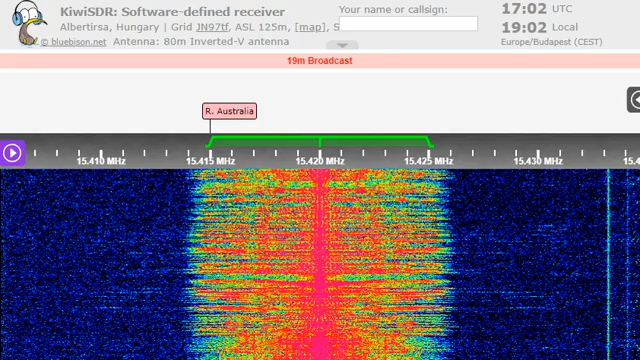 KiwiSDR: Software-defined receiver
Albertirsa, Hungary | Grid JN97tf, ASL 125m, [map], S
© bluebison.net Antenna: 80m Inverted-V antenna
Your name or callsign:
17:02 UTC
19:02 Local
Europe/Budapest (CEST)
19m Broadcast
R. Australia
15.410 MHz 15.415 MHz 15.420 MHz 15.425 MHz 15.430 MHz 15.4